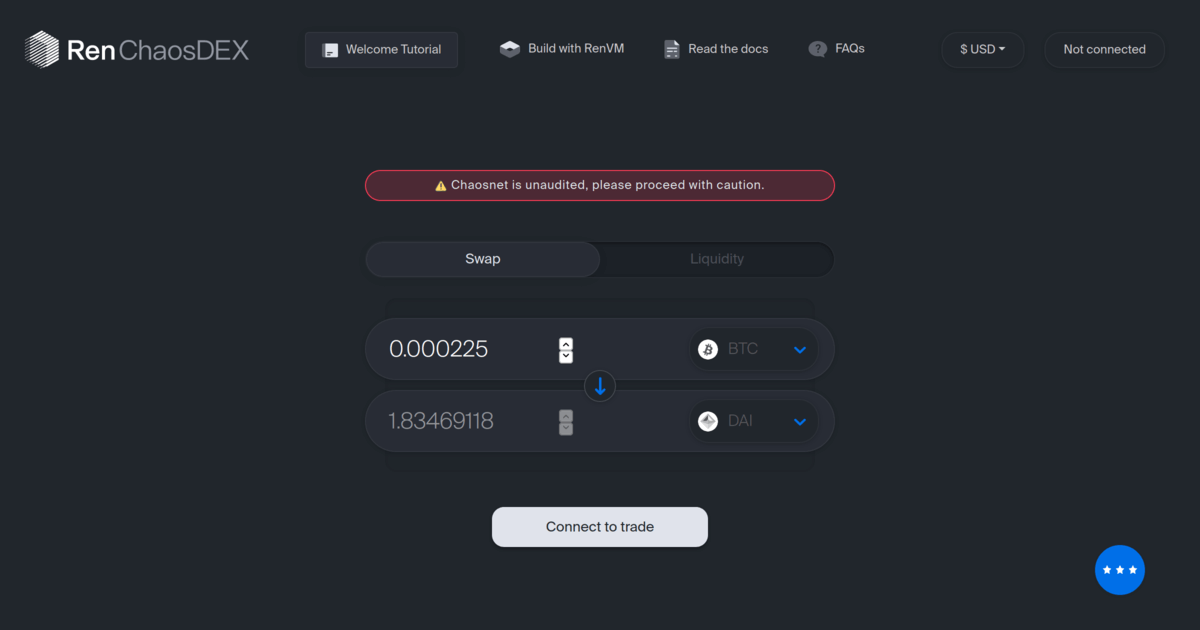 Ren ChaosDEX
Welcome Tutorial
Build with RenVM
Read the docs
? FAQs
$ USD
Not connected
⚠ Chaosnet is unaudited, please proceed with caution.
Swap
Liquidity
0.000225
BTC
1.83469118
DAI
Connect to trade